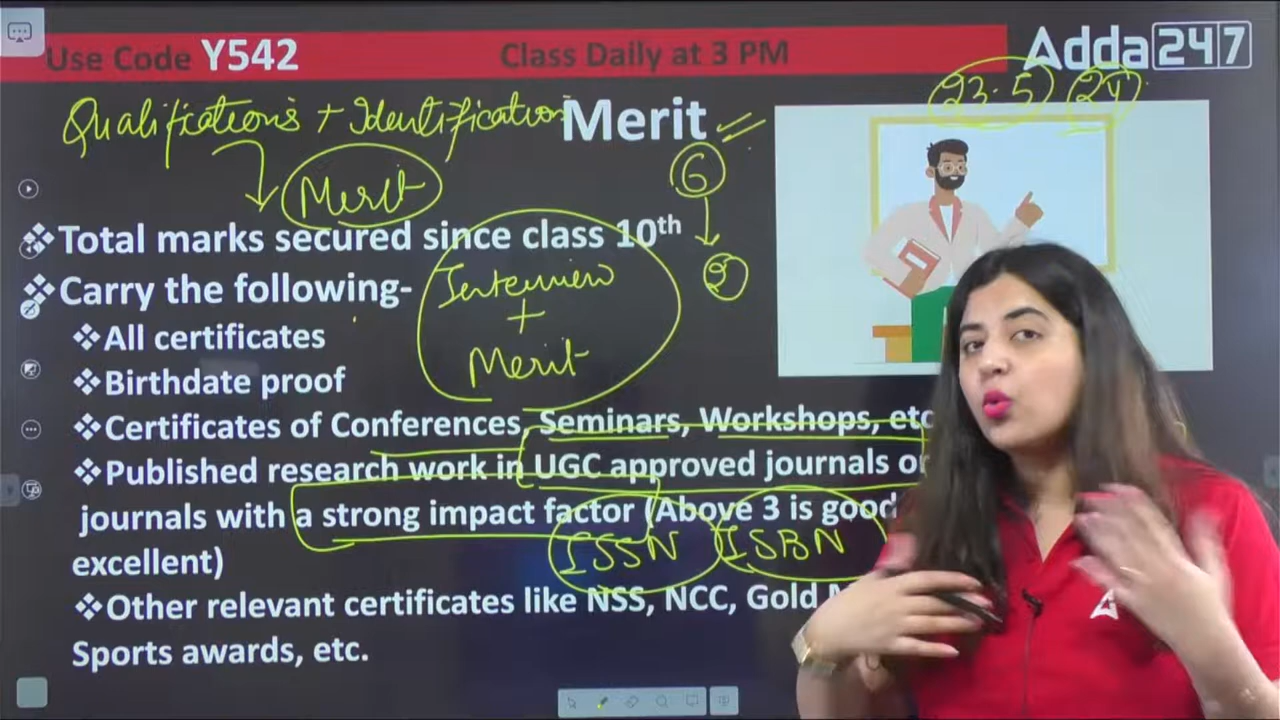 Use Code Y542 Class Daily at 3 PM Adda247
Qualifications + Identification Merit 23.5 24
Merit 6
❖Total marks secured since class 10th
❖Carry the following- Interview 2
❖All certificates +
❖Birthdate proof Merit
❖Certificates of Conferences, Seminars, Workshops, etc
❖Published research work in UGC approved journals or
journals with a strong impact factor (Above 3 is good
excellent) ISSN ISBN
❖Other relevant certificates like NSS, NCC, Gold
Sports awards, etc.